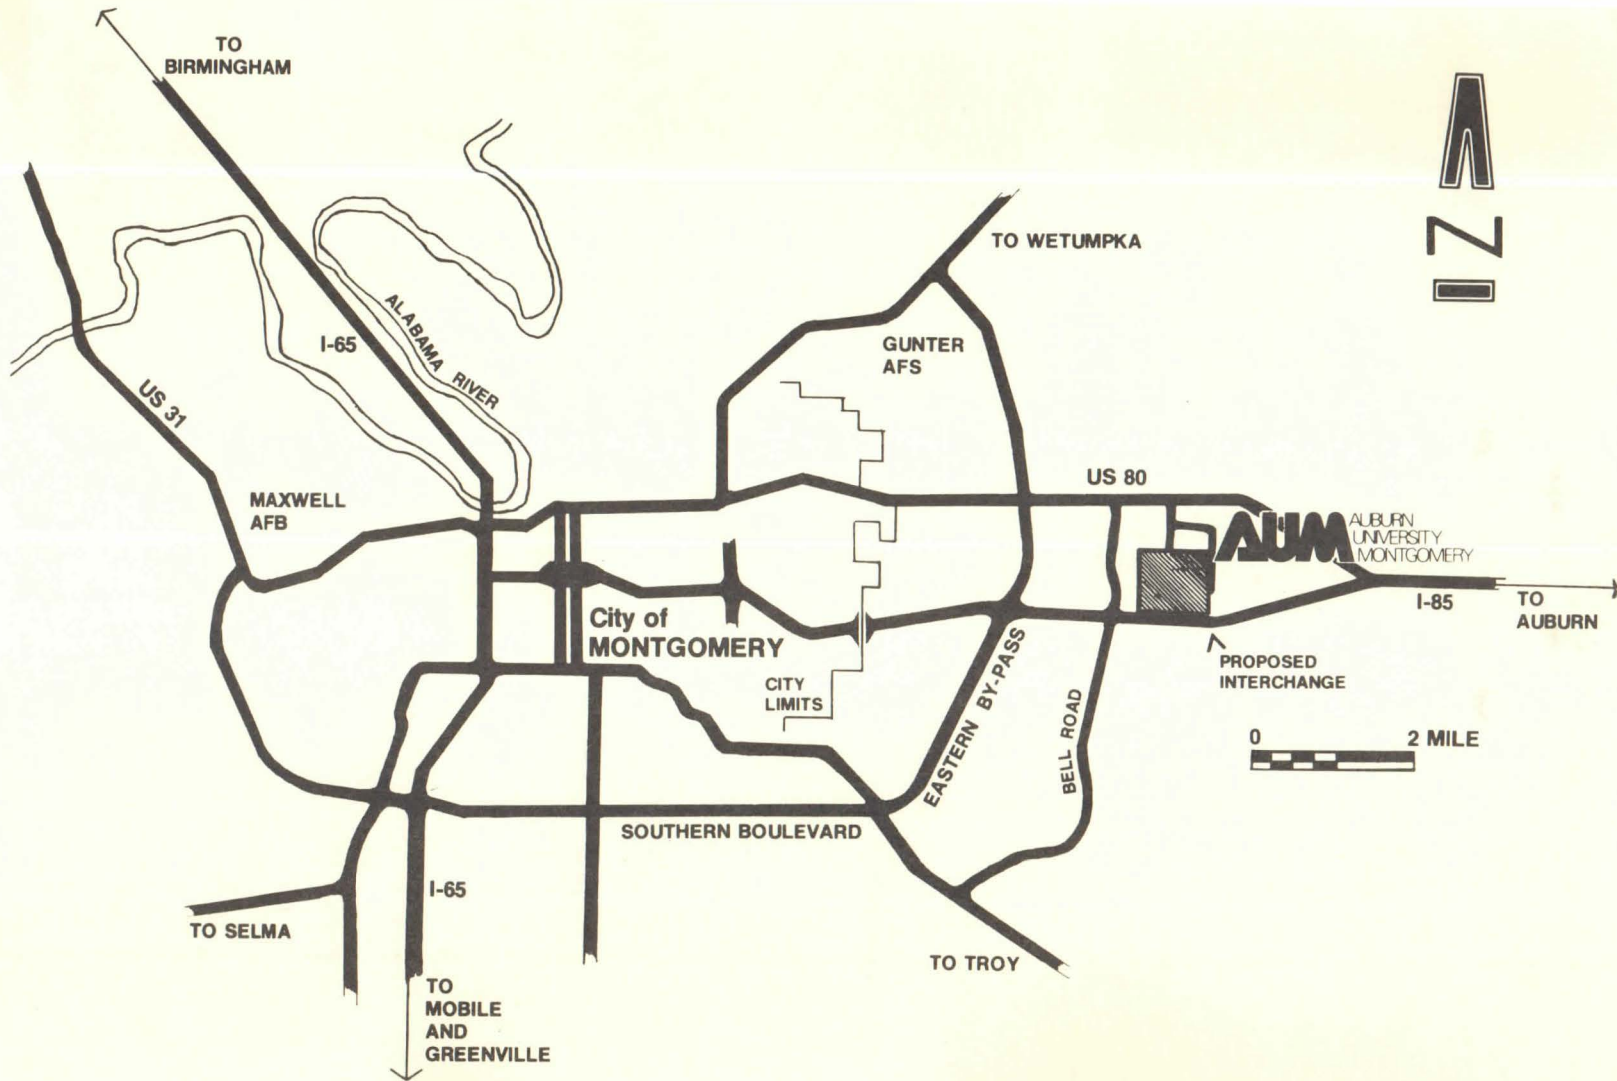 TO
BIRMINGHAM
N
TO WETUMPKA
ALABAMA RIVER
I-65
GUNTER
AFS
US 31
US 80
MAXWELL
AFB
AUM
AUBURN
UNIVERSITY
MONTGOMERY
I-85
TO
AUBURN
City of
MONTGOMERY
PROPOSED
INTERCHANGE
CITY
LIMITS
EASTERN BY-PASS
BELL ROAD
0 2 MILE
SOUTHERN BOULEVARD
I-65
TO SELMA
TO TROY
TO
MOBILE
AND
GREENVILLE